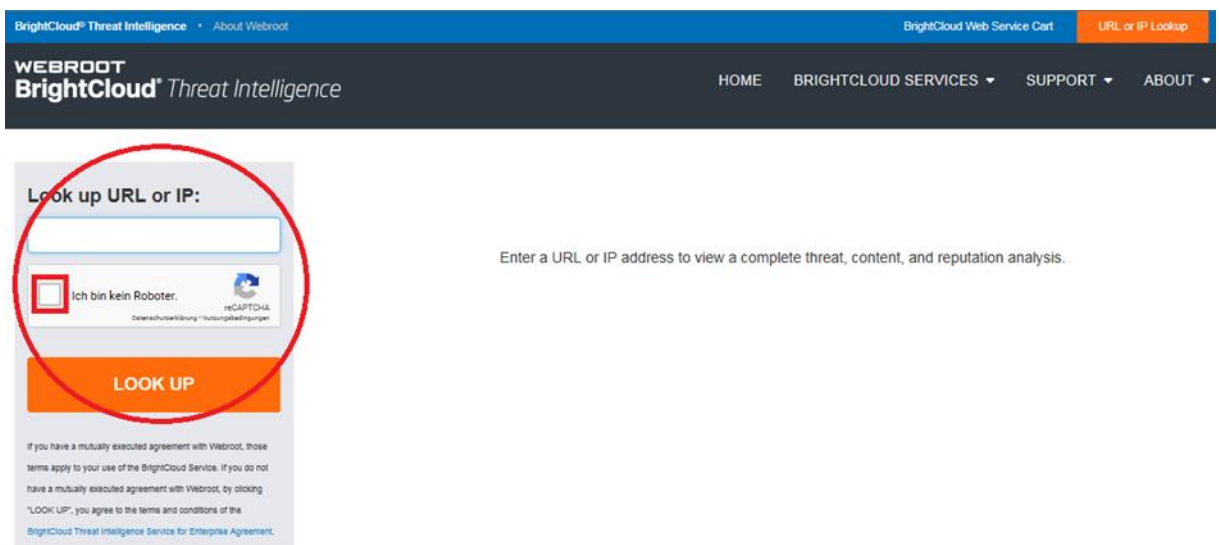 BrightCloud® Threat Intelligence • About Webroot
BrightCloud Web Service Cart
URL or IP Lookup
WEBROOT
BrightCloud® Threat Intelligence
HOME
BRIGHTCLOUD SERVICES
SUPPORT
ABOUT
Look up URL or IP:
Enter a URL or IP address to view a complete threat, content, and reputation analysis.
Ich bin kein Roboter.
reCAPTCHA
Datenschutzerklärung • Nutzungsbedingungen
LOOK UP
If you have a mutually executed agreement with Webroot, those
terms apply to your use of the BrightCloud Service. If you do not
have a mutually executed agreement with Webroot, by clicking
"LOOK UP", you agree to the terms and conditions of the
BrightCloud Threat Intelligence Service for Enterprise Agreement.